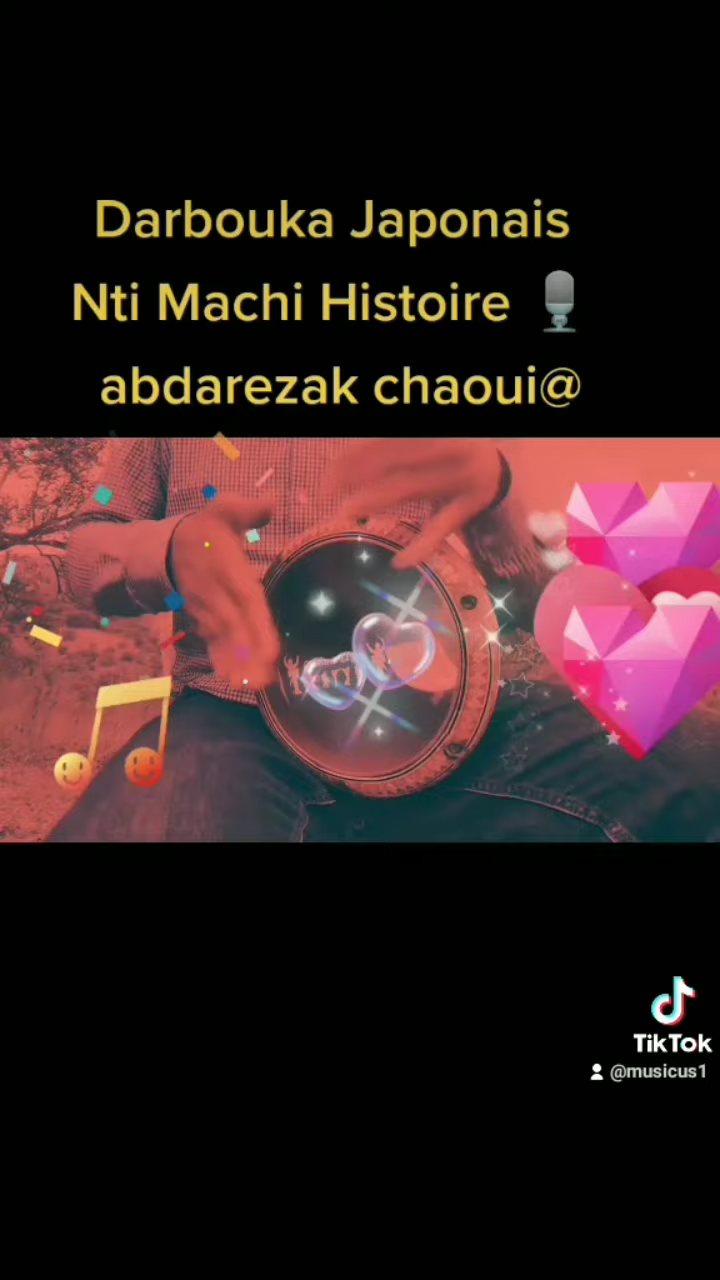 Darbouka Japonais
Nti Machi Histoire 🎙
abdarezak chaoui@
TikTok
@musicus1